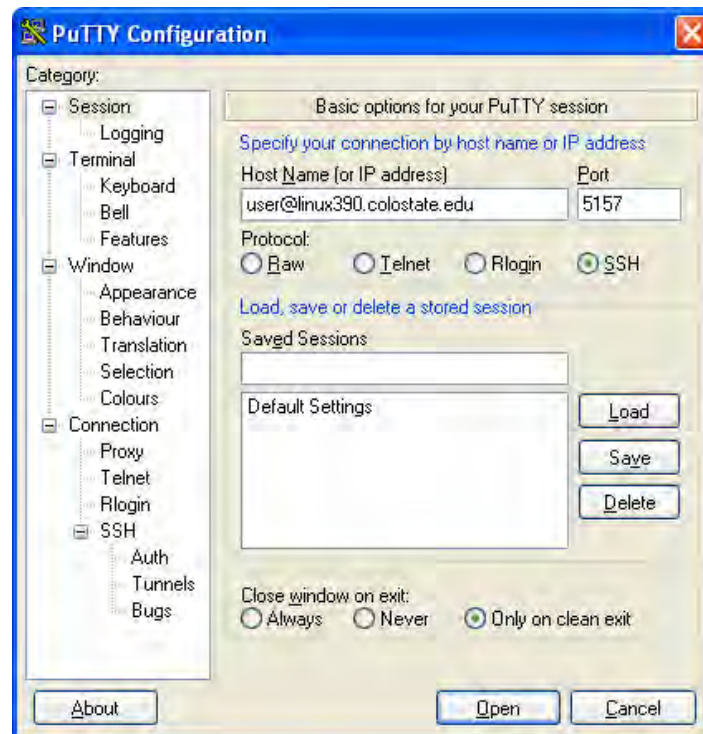 PuTTY Configuration
Category:
Session
Logging
Terminal
Keyboard
Bell
Features
Window
Appearance
Behaviour
Translation
Selection
Colours
Connection
Proxy
Telnet
Rlogin
SSH
Auth
Tunnels
Bugs
Basic options for your PuTTY session
Specify your connection by host name or IP address
Host Name (or IP address) Port
user@linux390.colostate.edu 5157
Protocol:
Raw Telnet Rlogin SSH
Load, save or delete a stored session
Saved Sessions
Default Settings
Load
Save
Delete
Close window on exit:
Always Never Only on clean exit
About Open Cancel